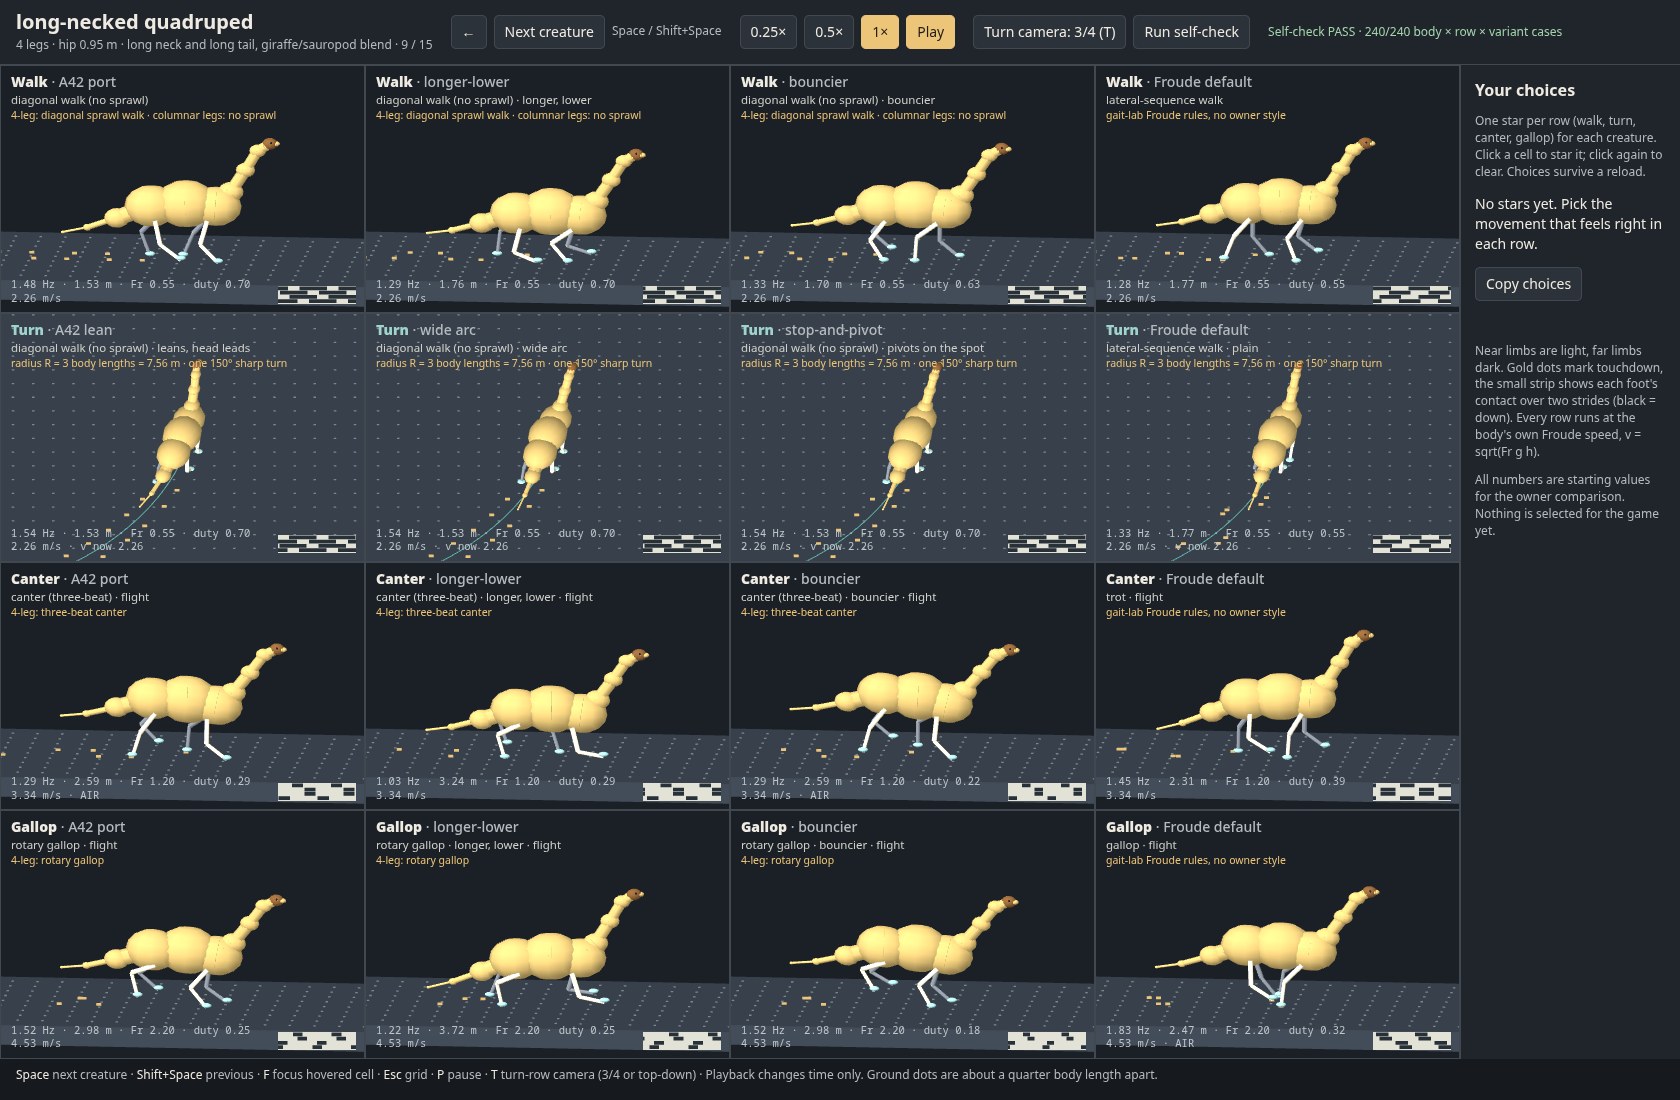 long-necked quadruped
4 legs · hip 0.95 m · long neck and long tail, giraffe/sauropod blend · 9 / 15
←
Next creature
Space / Shift+Space
0.25×
0.5×
1×
Play
Turn camera: 3/4 (T)
Run self-check
Self-check PASS · 240/240 body × row × variant cases
Walk · A42 port
diagonal walk (no sprawl)
4-leg: diagonal sprawl walk · columnar legs: no sprawl
1.48 Hz · 1.53 m · Fr 0.55 · duty 0.70
2.26 m/s
Walk · longer-lower
diagonal walk (no sprawl) · longer, lower
4-leg: diagonal sprawl walk · columnar legs: no sprawl
1.29 Hz · 1.76 m · Fr 0.55 · duty 0.70
2.26 m/s
Walk · bouncier
diagonal walk (no sprawl) · bouncier
4-leg: diagonal sprawl walk · columnar legs: no sprawl
1.33 Hz · 1.70 m · Fr 0.55 · duty 0.63
2.26 m/s
Walk · Froude default
lateral-sequence walk
gait-lab Froude rules, no owner style
1.28 Hz · 1.77 m · Fr 0.55 · duty 0.55
2.26 m/s
Turn · A42 lean
diagonal walk (no sprawl) · leans, head leads
radius R = 3 body lengths = 7.56 m · one 150° sharp turn
1.54 Hz · 1.53 m · Fr 0.55 · duty 0.70
2.26 m/s · v now 2.26
Turn · wide arc
diagonal walk (no sprawl) · wide arc
radius R = 3 body lengths = 7.56 m · one 150° sharp turn
1.54 Hz · 1.53 m · Fr 0.55 · duty 0.70
2.26 m/s · v now 2.26
Turn · stop-and-pivot
diagonal walk (no sprawl) · pivots on the spot
radius R = 3 body lengths = 7.56 m · one 150° sharp turn
1.54 Hz · 1.53 m · Fr 0.55 · duty 0.70
2.26 m/s · v now 2.26
Turn · Froude default
lateral-sequence walk · plain
radius R = 3 body lengths = 7.56 m · one 150° sharp turn
1.33 Hz · 1.77 m · Fr 0.55 · duty 0.55
2.26 m/s · v now 2.26
Canter · A42 port
canter (three-beat) · flight
4-leg: three-beat canter
1.29 Hz · 2.59 m · Fr 1.20 · duty 0.29
3.34 m/s · AIR
Canter · longer-lower
canter (three-beat) · longer, lower · flight
4-leg: three-beat canter
1.03 Hz · 3.24 m · Fr 1.20 · duty 0.29
3.34 m/s
Canter · bouncier
canter (three-beat) · bouncier · flight
4-leg: three-beat canter
1.29 Hz · 2.59 m · Fr 1.20 · duty 0.22
3.34 m/s · AIR
Canter · Froude default
trot · flight
gait-lab Froude rules, no owner style
1.45 Hz · 2.31 m · Fr 1.20 · duty 0.39
3.34 m/s
Gallop · A42 port
rotary gallop · flight
4-leg: rotary gallop
1.52 Hz · 2.98 m · Fr 2.20 · duty 0.25
4.53 m/s
Gallop · longer-lower
rotary gallop · longer, lower · flight
4-leg: rotary gallop
1.22 Hz · 3.72 m · Fr 2.20 · duty 0.25
4.53 m/s
Gallop · bouncier
rotary gallop · bouncier · flight
4-leg: rotary gallop
1.52 Hz · 2.98 m · Fr 2.20 · duty 0.18
4.53 m/s
Gallop · Froude default
gallop · flight
gait-lab Froude rules, no owner style
1.83 Hz · 2.47 m · Fr 2.20 · duty 0.32
4.53 m/s · AIR
Your choices
One star per row (walk, turn,
canter, gallop) for each creature.
Click a cell to star it; click again to
clear. Choices survive a reload.
No stars yet. Pick the
movement that feels right in
each row.
Copy choices
Near limbs are light, far limbs
dark. Gold dots mark touchdown,
the small strip shows each foot's
contact over two strides (black =
down). Every row runs at the
body's own Froude speed, v =
sqrt(Fr g h).
All numbers are starting values
for the owner comparison.
Nothing is selected for the game
yet.
Space next creature · Shift+Space previous · F focus hovered cell · Esc grid · P pause · T turn-row camera (3/4 or top-down) · Playback changes time only. Ground dots are about a quarter body length apart.